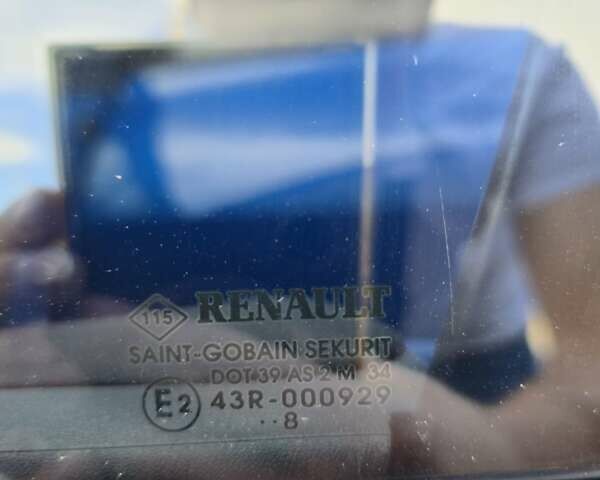 115 RENAULT
SAINT-GOBAIN SEKURIT
DOT 39 AS 2 M 34
E2 43R-000929
··8